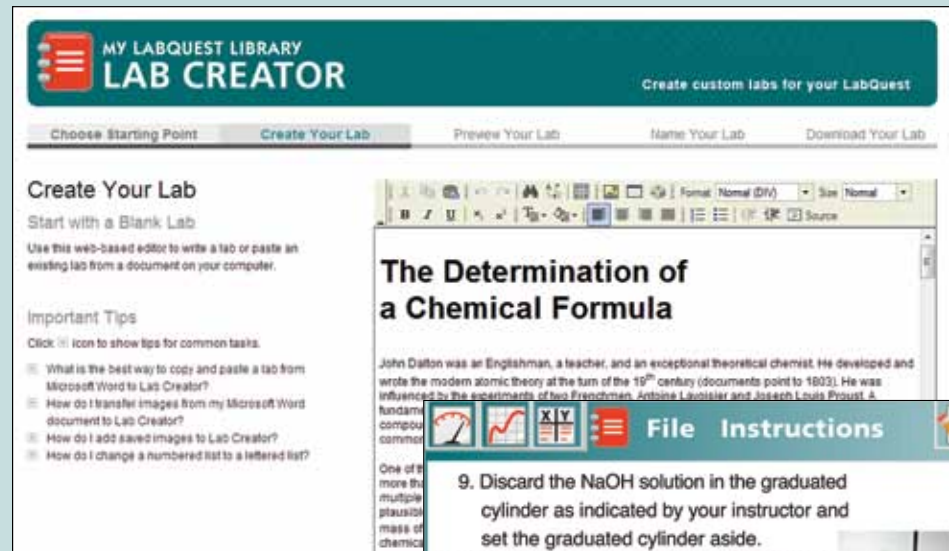 MY LABQUEST LIBRARY
LAB CREATOR
Create custom labs for your LabQuest
Choose Starting Point
Create Your Lab
Preview Your Lab
Name Your Lab
Download Your Lab
Create Your Lab
Start with a Blank Lab
Use this web-based editor to write a lab or paste an
existing lab from a document on your computer.
Important Tips
Click icon to show tips for common tasks.
What is the best way to copy and paste a lab from
Microsoft Word to Lab Creator?
How do I transfer images from my Microsoft Word
document to Lab Creator?
How do I add saved images to Lab Creator?
How do I change a numbered list to a lettered list?
Format Normal (DIV) Size Normal
B I U Source
The Determination of
a Chemical Formula
John Dalton was an Englishman, a teacher, and an exceptional theoretical chemist. He developed and
wrote the modern atomic theory at the turn of the 19th century (documents point to 1803). He was
influenced by the experiments of two Frenchmen, Antoine Lavoisier and Joseph Louis Proust. A
One of
multiple
mass of
X Y
File Instructions
9. Discard the NaOH solution in the graduated
cylinder as indicated by your instructor and
set the graduated cylinder aside.